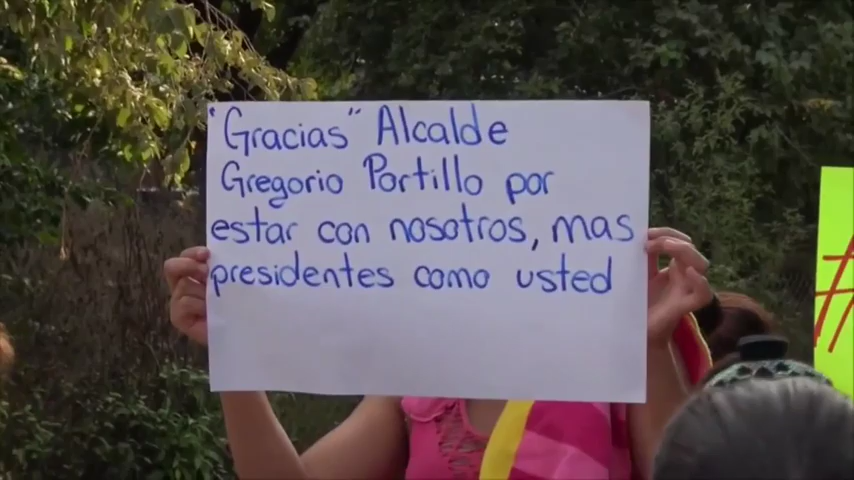 "Gracias" Alcalde
Gregorio Portillo por
estar con nosotros, mas
presidentes como usted
#